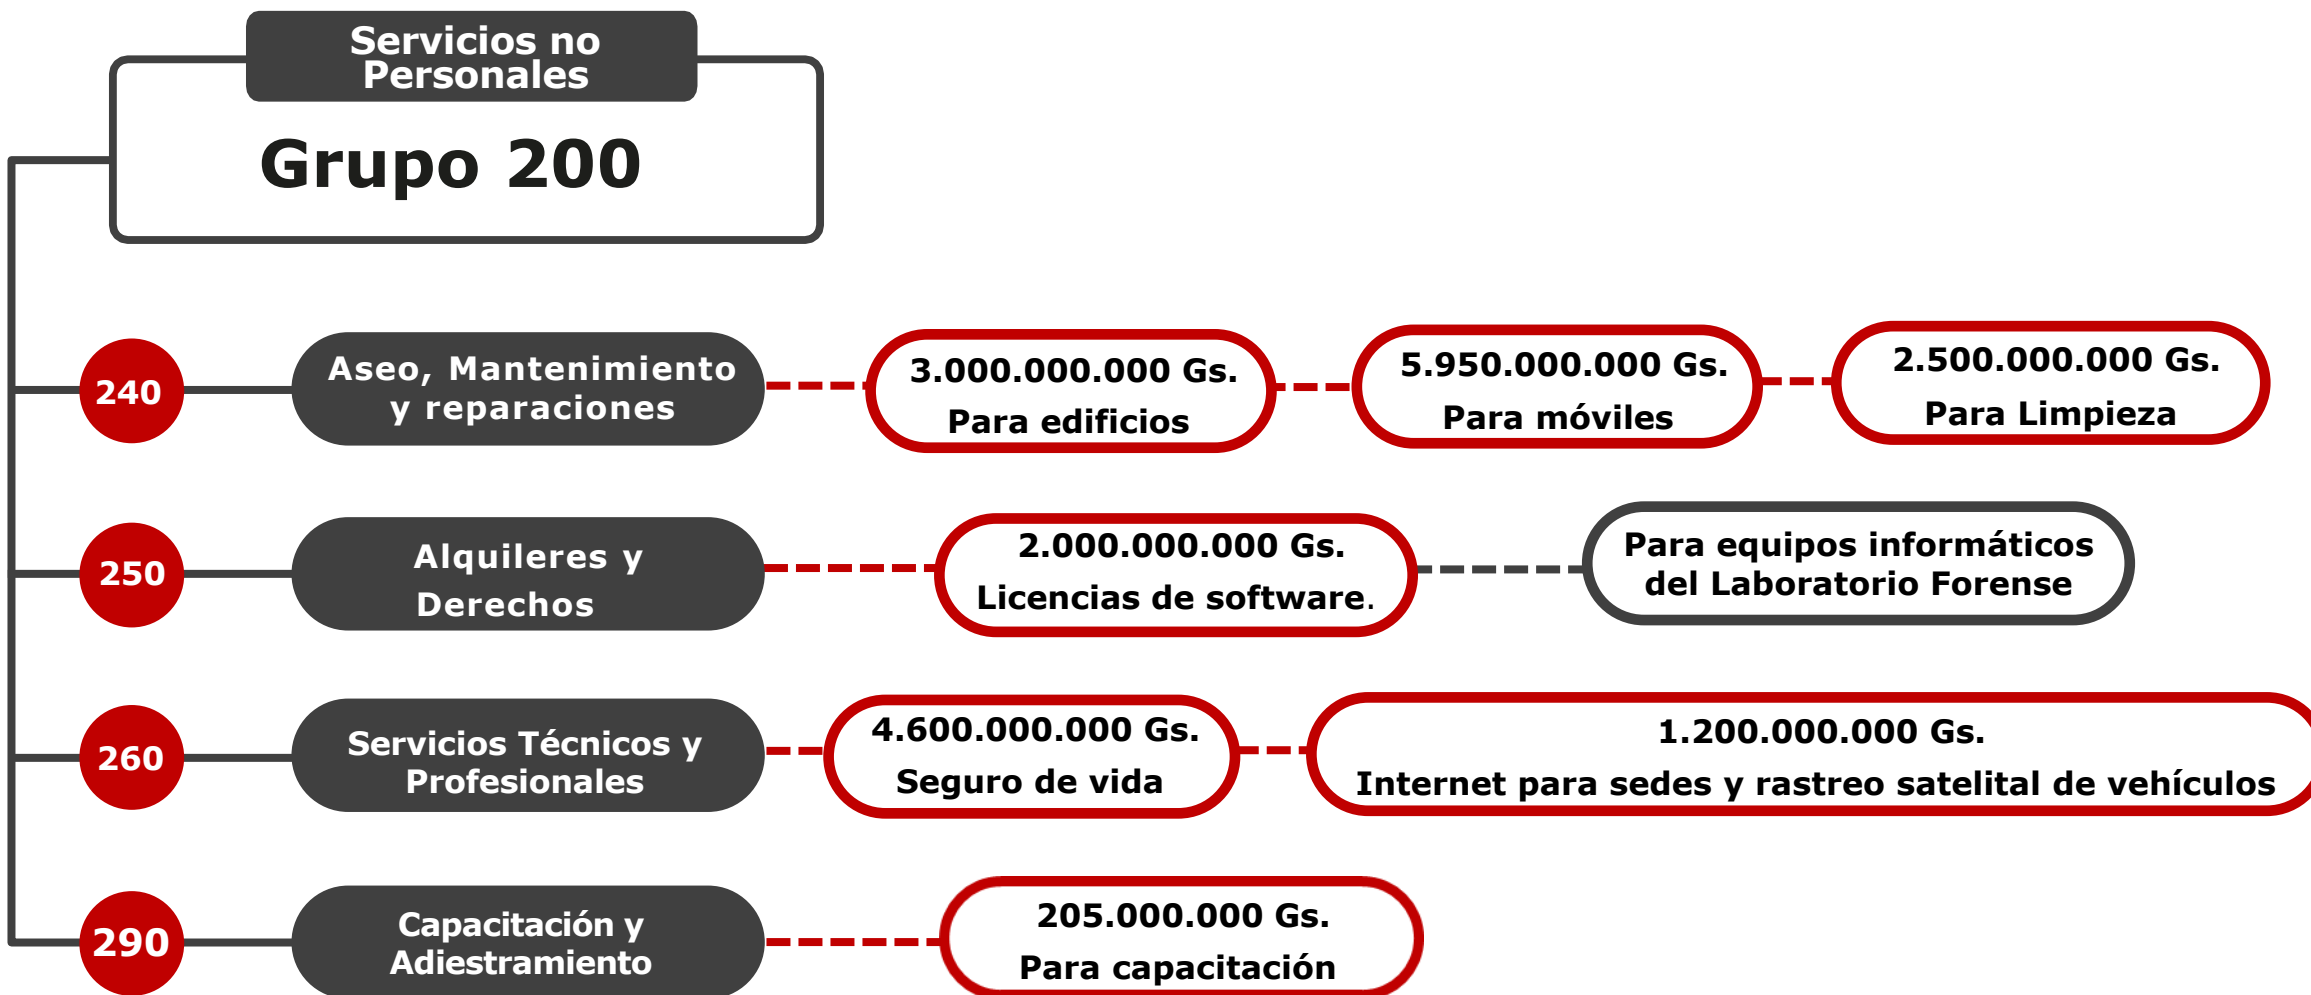 Servicios no
Personales
Grupo 200
240
Aseo, Mantenimiento
y reparaciones
3.000.000.000 Gs.
Para edificios
5.950.000.000 Gs.
Para móviles
2.500.000.000 Gs.
Para Limpieza
250
Alquileres y
Derechos
2.000.000.000 Gs.
Licencias de software.
Para equipos informáticos
del Laboratorio Forense
260
Servicios Técnicos y
Profesionales
4.600.000.000 Gs.
Seguro de vida
1.200.000.000 Gs.
Internet para sedes y rastreo satelital de vehículos
290
Capacitación y
Adiestramiento
205.000.000 Gs.
Para capacitación